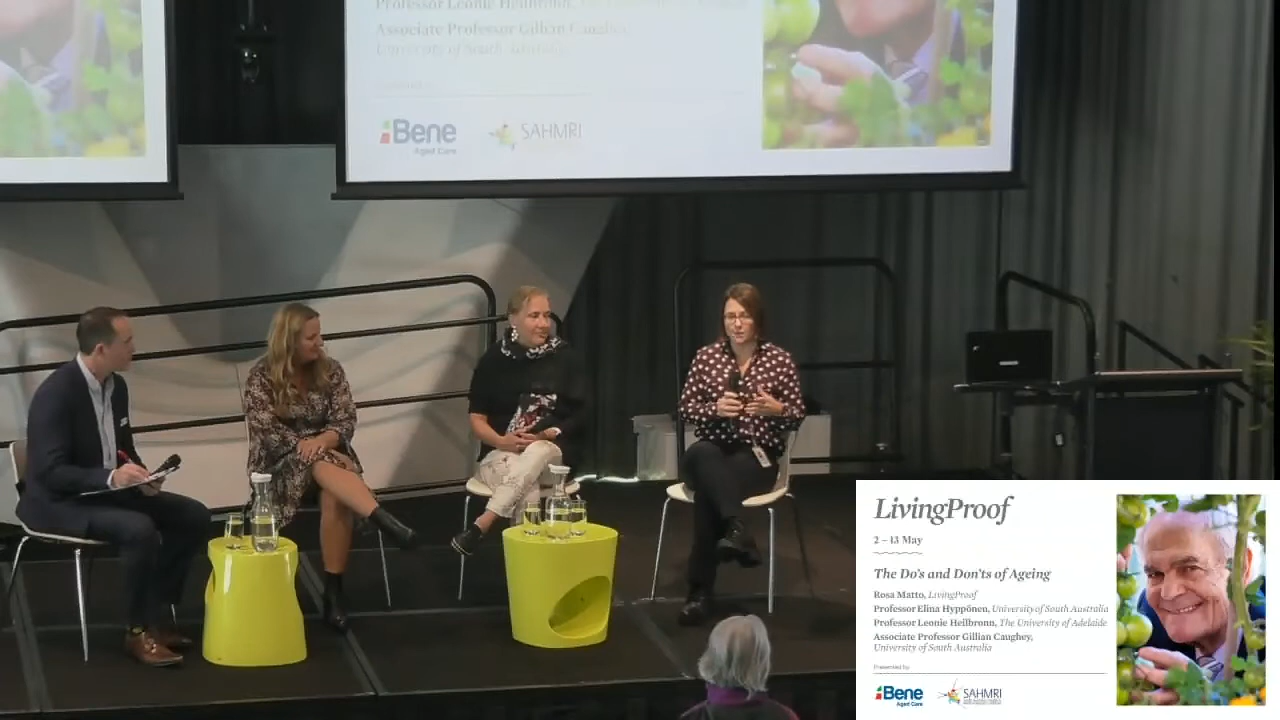 Professor Leonie Heilbronn,
Associate Professor Gillian Caughey,
University of South Australia
Bene
Aged Care
SAHMRI
LivingProof
2 – 13 May
The Do's and Don'ts of Ageing
Rosa Matto, LivingProof
Professor Elina Hyppönen, University of South Australia
Professor Leonie Heilbronn, The University of Adelaide
Associate Professor Gillian Caughey,
University of South Australia
Presented by
Bene
Aged Care
SAHMRI